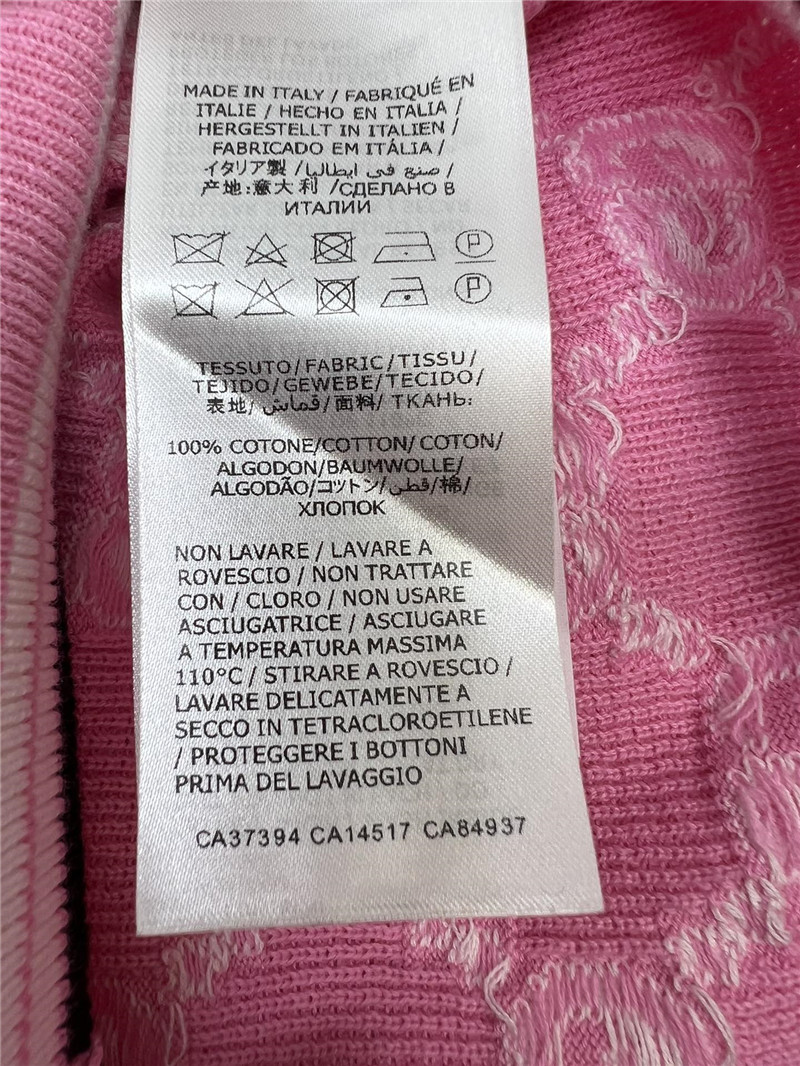 MADE IN ITALY / FABRIQUÉ EN
ITALIE / HECHO EN ITALIA /
HERGESTELLT IN ITALIEN /
FABRICADO EM ITÁLIA /
イタリア製 / صنع في ايطاليا /
产地:意大利 /СДЕЛАНО В
ИТАЛИИ
P
P
TESSUTO/FABRIC/TISSU/
TEJIDO/GEWEBE/TECIDO/
表地/ قماش/面料/ ТКАНЬ:
100% COTONE/COTTON/ COTON/
ALGODON/BAUMWOLLE/
ALGODÃO/コットン/قطن/棉/
ХЛОПОК
NON LAVARE / LAVARE A
ROVESCIO / NON TRATTARE
CON / CLORO / NON USARE
ASCIUGATRICE / ASCIUGARE
A TEMPERATURA MASSIMA
110°C / STIRARE A ROVESCIO /
LAVARE DELICATAMENTE A
SECCO IN TETRACLOROETILENE
/ PROTEGGERE I BOTTONI
PRIMA DEL LAVAGGIO
CA37394 CA14517 CA84937